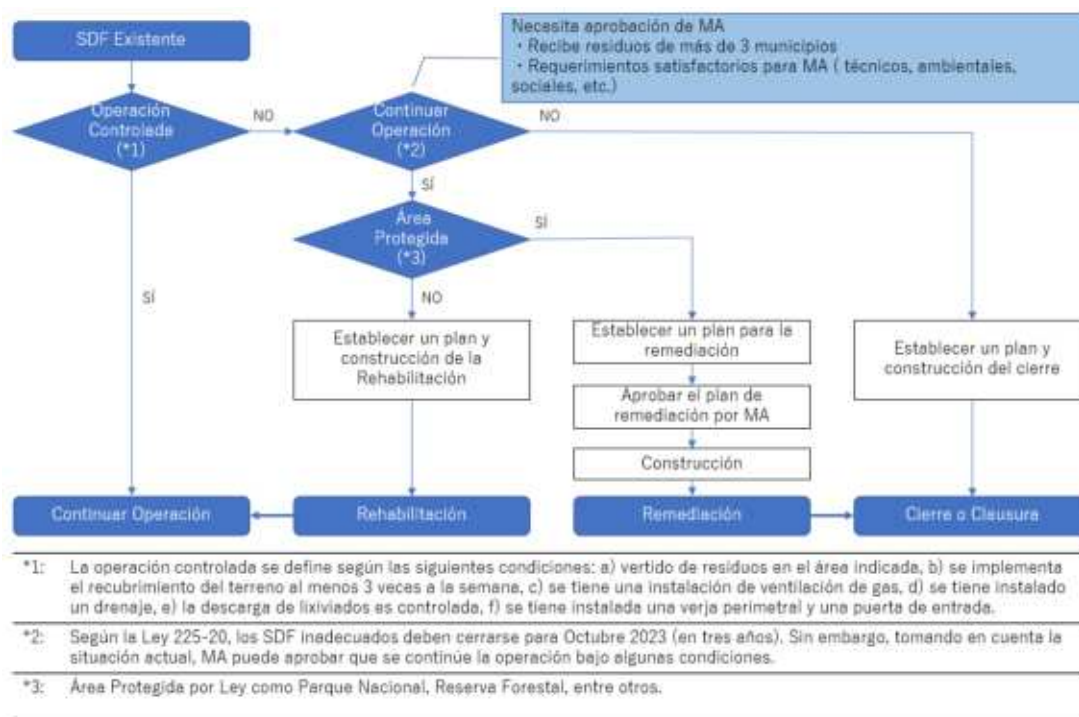 SDF Existente
Necesita aprobación de MA
・Recibe residuos de más de 3 municipios
・Requerimientos satisfactorios para MA ( técnicos, ambientales,
sociales, etc.)
Operación
Controlada
(*1)
NO
Continuar
Operación
(*2)
NO
SÍ
Área
Protegida
(*3)
SÍ
SÍ
NO
Establecer un plan y
construcción de la
Rehabilitación
Establecer un plan para la
remediación
Aprobar el plan de
remediación por MA
Construcción
Establecer un plan y
construcción del cierre
Continuar Operación
Rehabilitación
Remediación
Cierre o Clausura
*1: La operación controlada se define según las siguientes condiciones: a) vertido de residuos en el área indicada, b) se implementa
el recubrimiento del terreno al menos 3 veces a la semana, c) se tiene una instalación de ventilación de gas, d) se tiene instalado
un drenaje, e) la descarga de lixiviados es controlada, f) se tiene instalada una verja perimetral y una puerta de entrada.
*2: Según la Ley 225-20, los SDF inadecuados deben cerrarse para Octubre 2023 (en tres años). Sin embargo, tomando en cuenta la
situación actual, MA puede aprobar que se continúe la operación bajo algunas condiciones.
*3: Área Protegida por Ley como Parque Nacional, Reserva Forestal, entre otros.